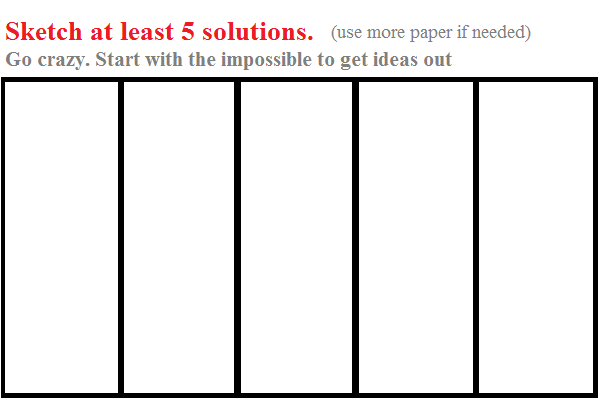 Sketch at least 5 solutions. (use more paper if needed)
Go crazy. Start with the impossible to get ideas out